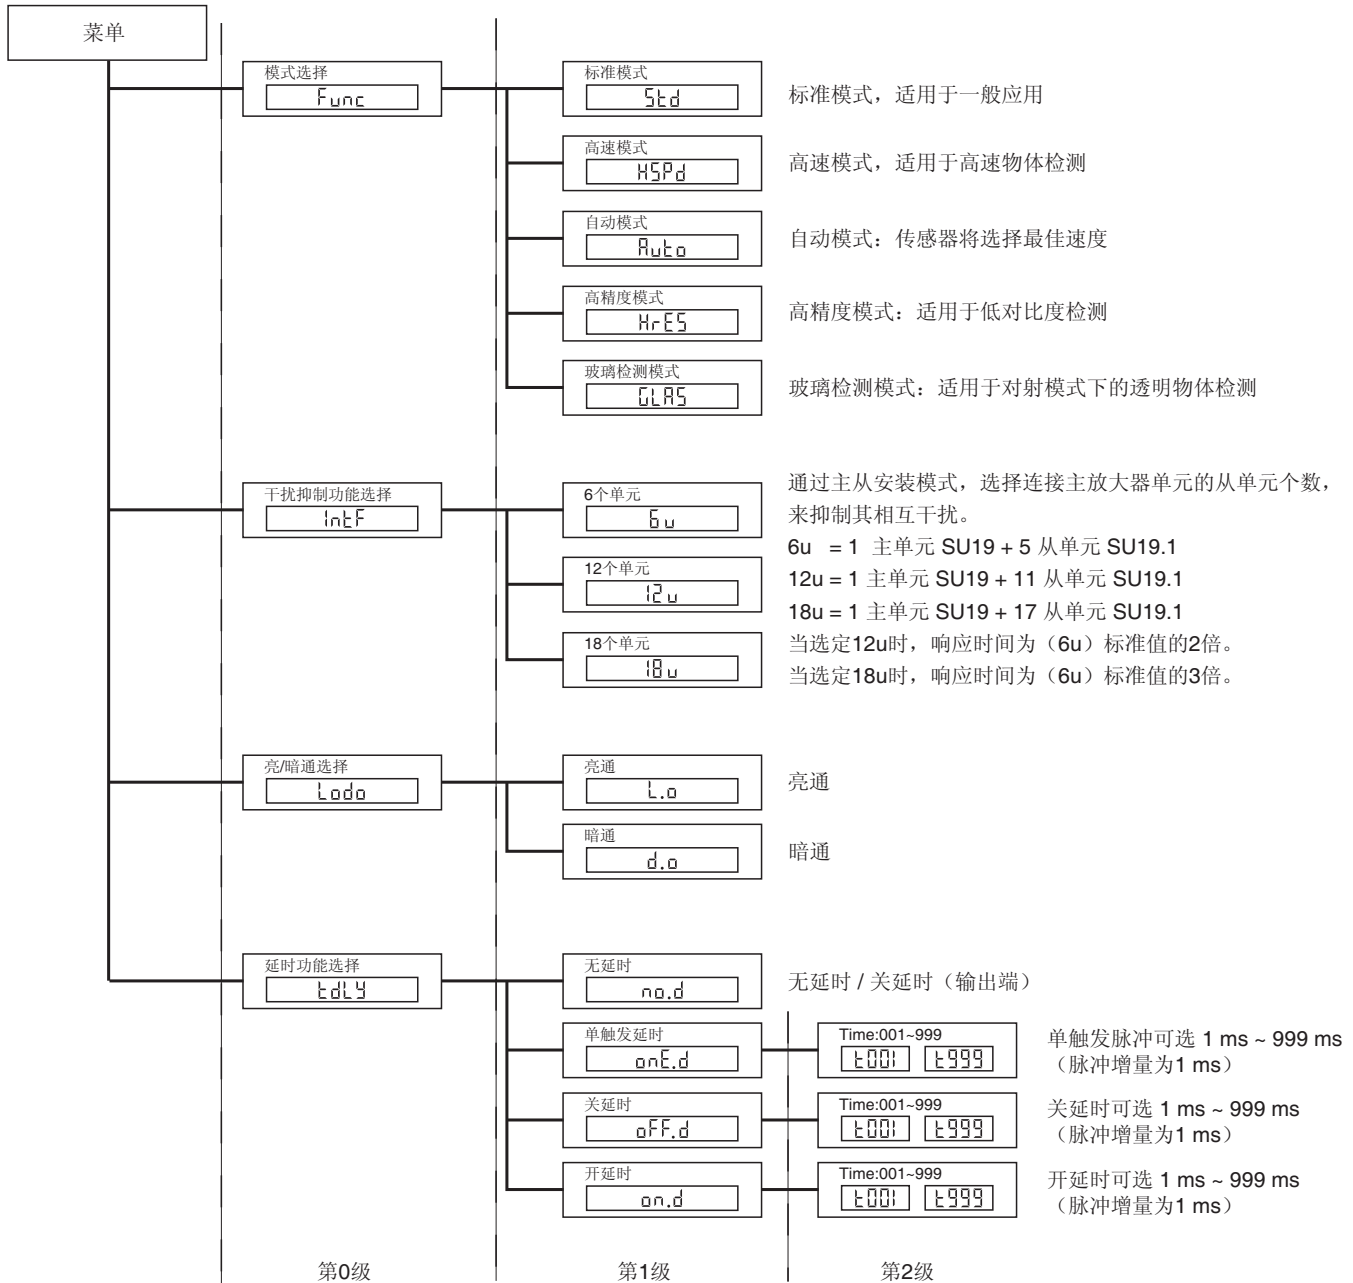 菜单
模式选择
Func
标准模式
Std
标准模式，适用于一般应用
高速模式
HSPd
高速模式，适用于高速物体检测
自动模式
Auto
自动模式：传感器将选择最佳速度
高精度模式
HrES
高精度模式：适用于低对比度检测
玻璃检测模式
GLAS
玻璃检测模式：适用于对射模式下的透明物体检测
干扰抑制功能选择
IntF
6个单元
6u
通过主从安装模式，选择连接主放大器单元的从单元个数，
来抑制其相互干扰。
6u = 1 主单元 SU19 + 5 从单元 SU19.1
12个单元
12u
12u = 1 主单元 SU19 + 11 从单元 SU19.1
18u = 1 主单元 SU19 + 17 从单元 SU19.1
18个单元
18u
当选定12u时，响应时间为（6u）标准值的2倍。
当选定18u时，响应时间为（6u）标准值的3倍。
亮/暗通选择
Lodo
亮通
L.o
亮通
暗通
d.o
暗通
延时功能选择
tdLY
无延时
no.d
无延时 / 关延时（输出端）
单触发延时
onE.d
Time:001~999
t001 t999
单触发脉冲可选 1 ms ~ 999 ms
（脉冲增量为1 ms）
关延时
oFF.d
Time:001~999
t001 t999
关延时可选 1 ms ~ 999 ms
（脉冲增量为1 ms）
开延时
on.d
Time:001~999
t001 t999
开延时可选 1 ms ~ 999 ms
（脉冲增量为1 ms）
第0级 第1级 第2级